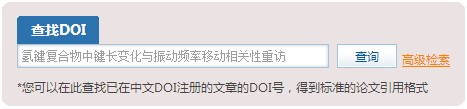 查找DOI
氢键复合物中键长变化与振动频率移动相关性重访 查询 高级检索
*您可以在此查找已在中文DOI注册的文章的DOI号，得到标准的论文引用格式